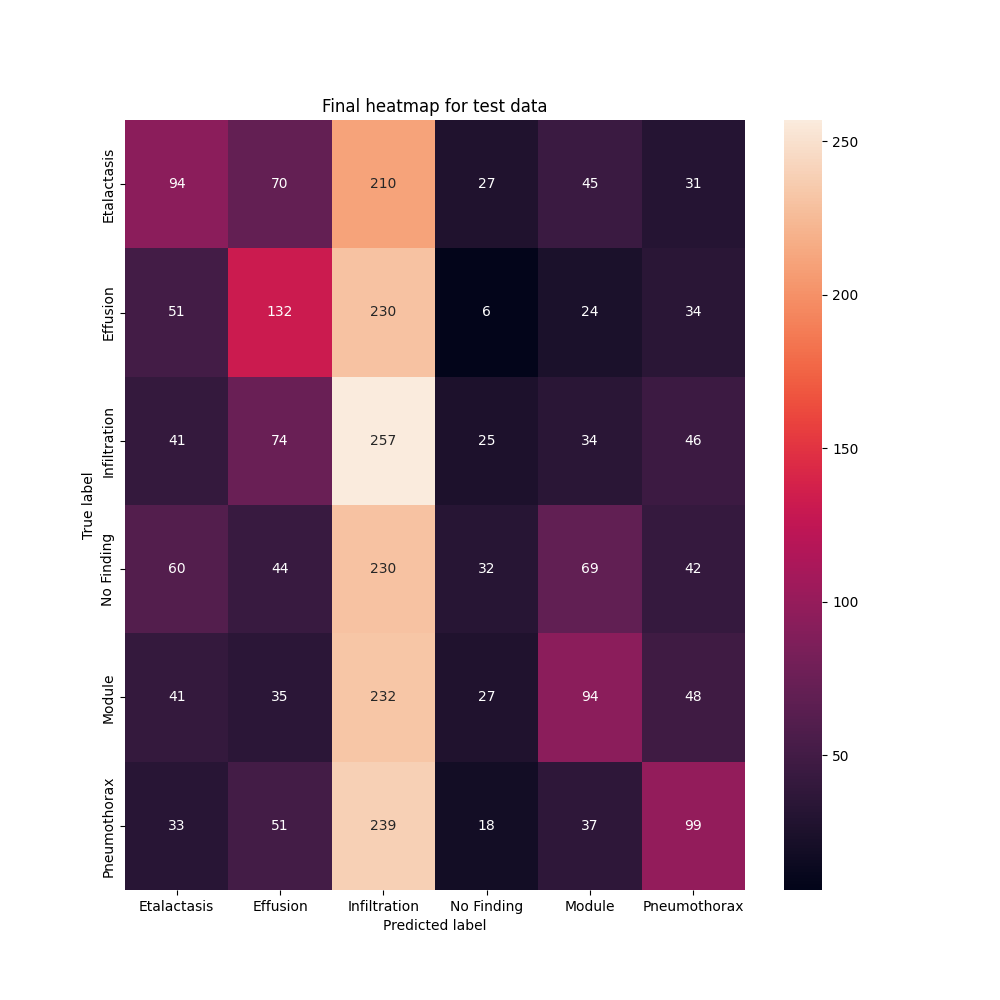 Final heatmap for test data
True label
Etalactasis 94 70 210 27 45 31
Effusion 51 132 230 6 24 34
Infiltration 41 74 257 25 34 46
No Finding 60 44 230 32 69 42
Module 41 35 232 27 94 48
Pneumothorax 33 51 239 18 37 99
Etalactasis Effusion Infiltration No Finding Module Pneumothorax
Predicted label
250
200
150
100
50